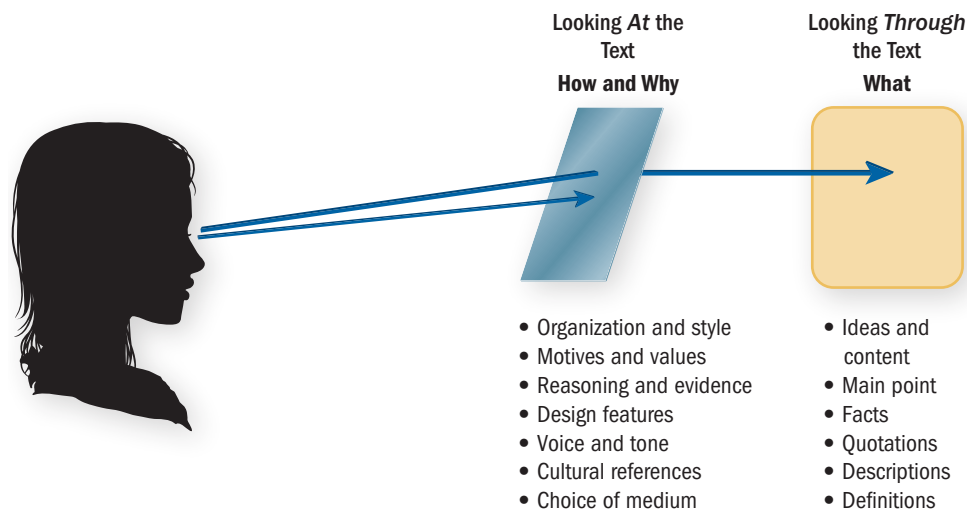 Looking At the
Text
How and Why
Looking Through
the Text
What
• Organization and style
• Motives and values
• Reasoning and evidence
• Design features
• Voice and tone
• Cultural references
• Choice of medium
• Ideas and
content
• Main point
• Facts
• Quotations
• Descriptions
• Definitions